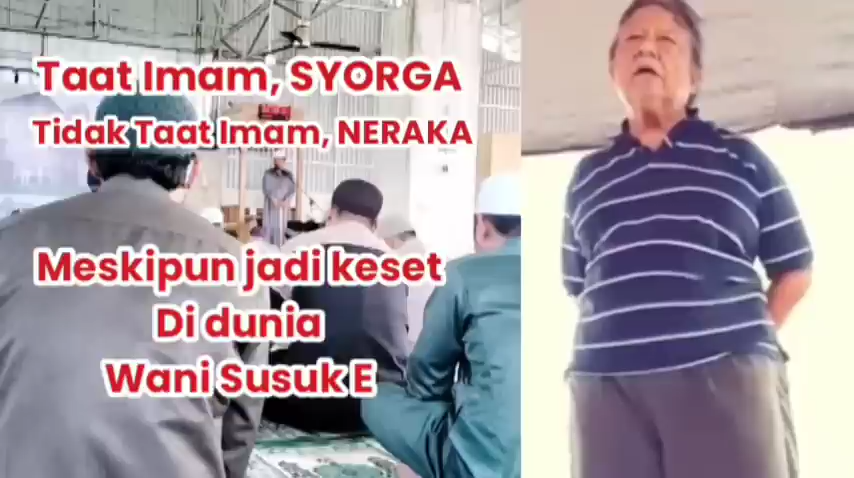 Taat Imam, SYORGA
Tidak Taat Imam, NERAKA
Meskipun jadi keset
Di dunia
Wani Susuk E